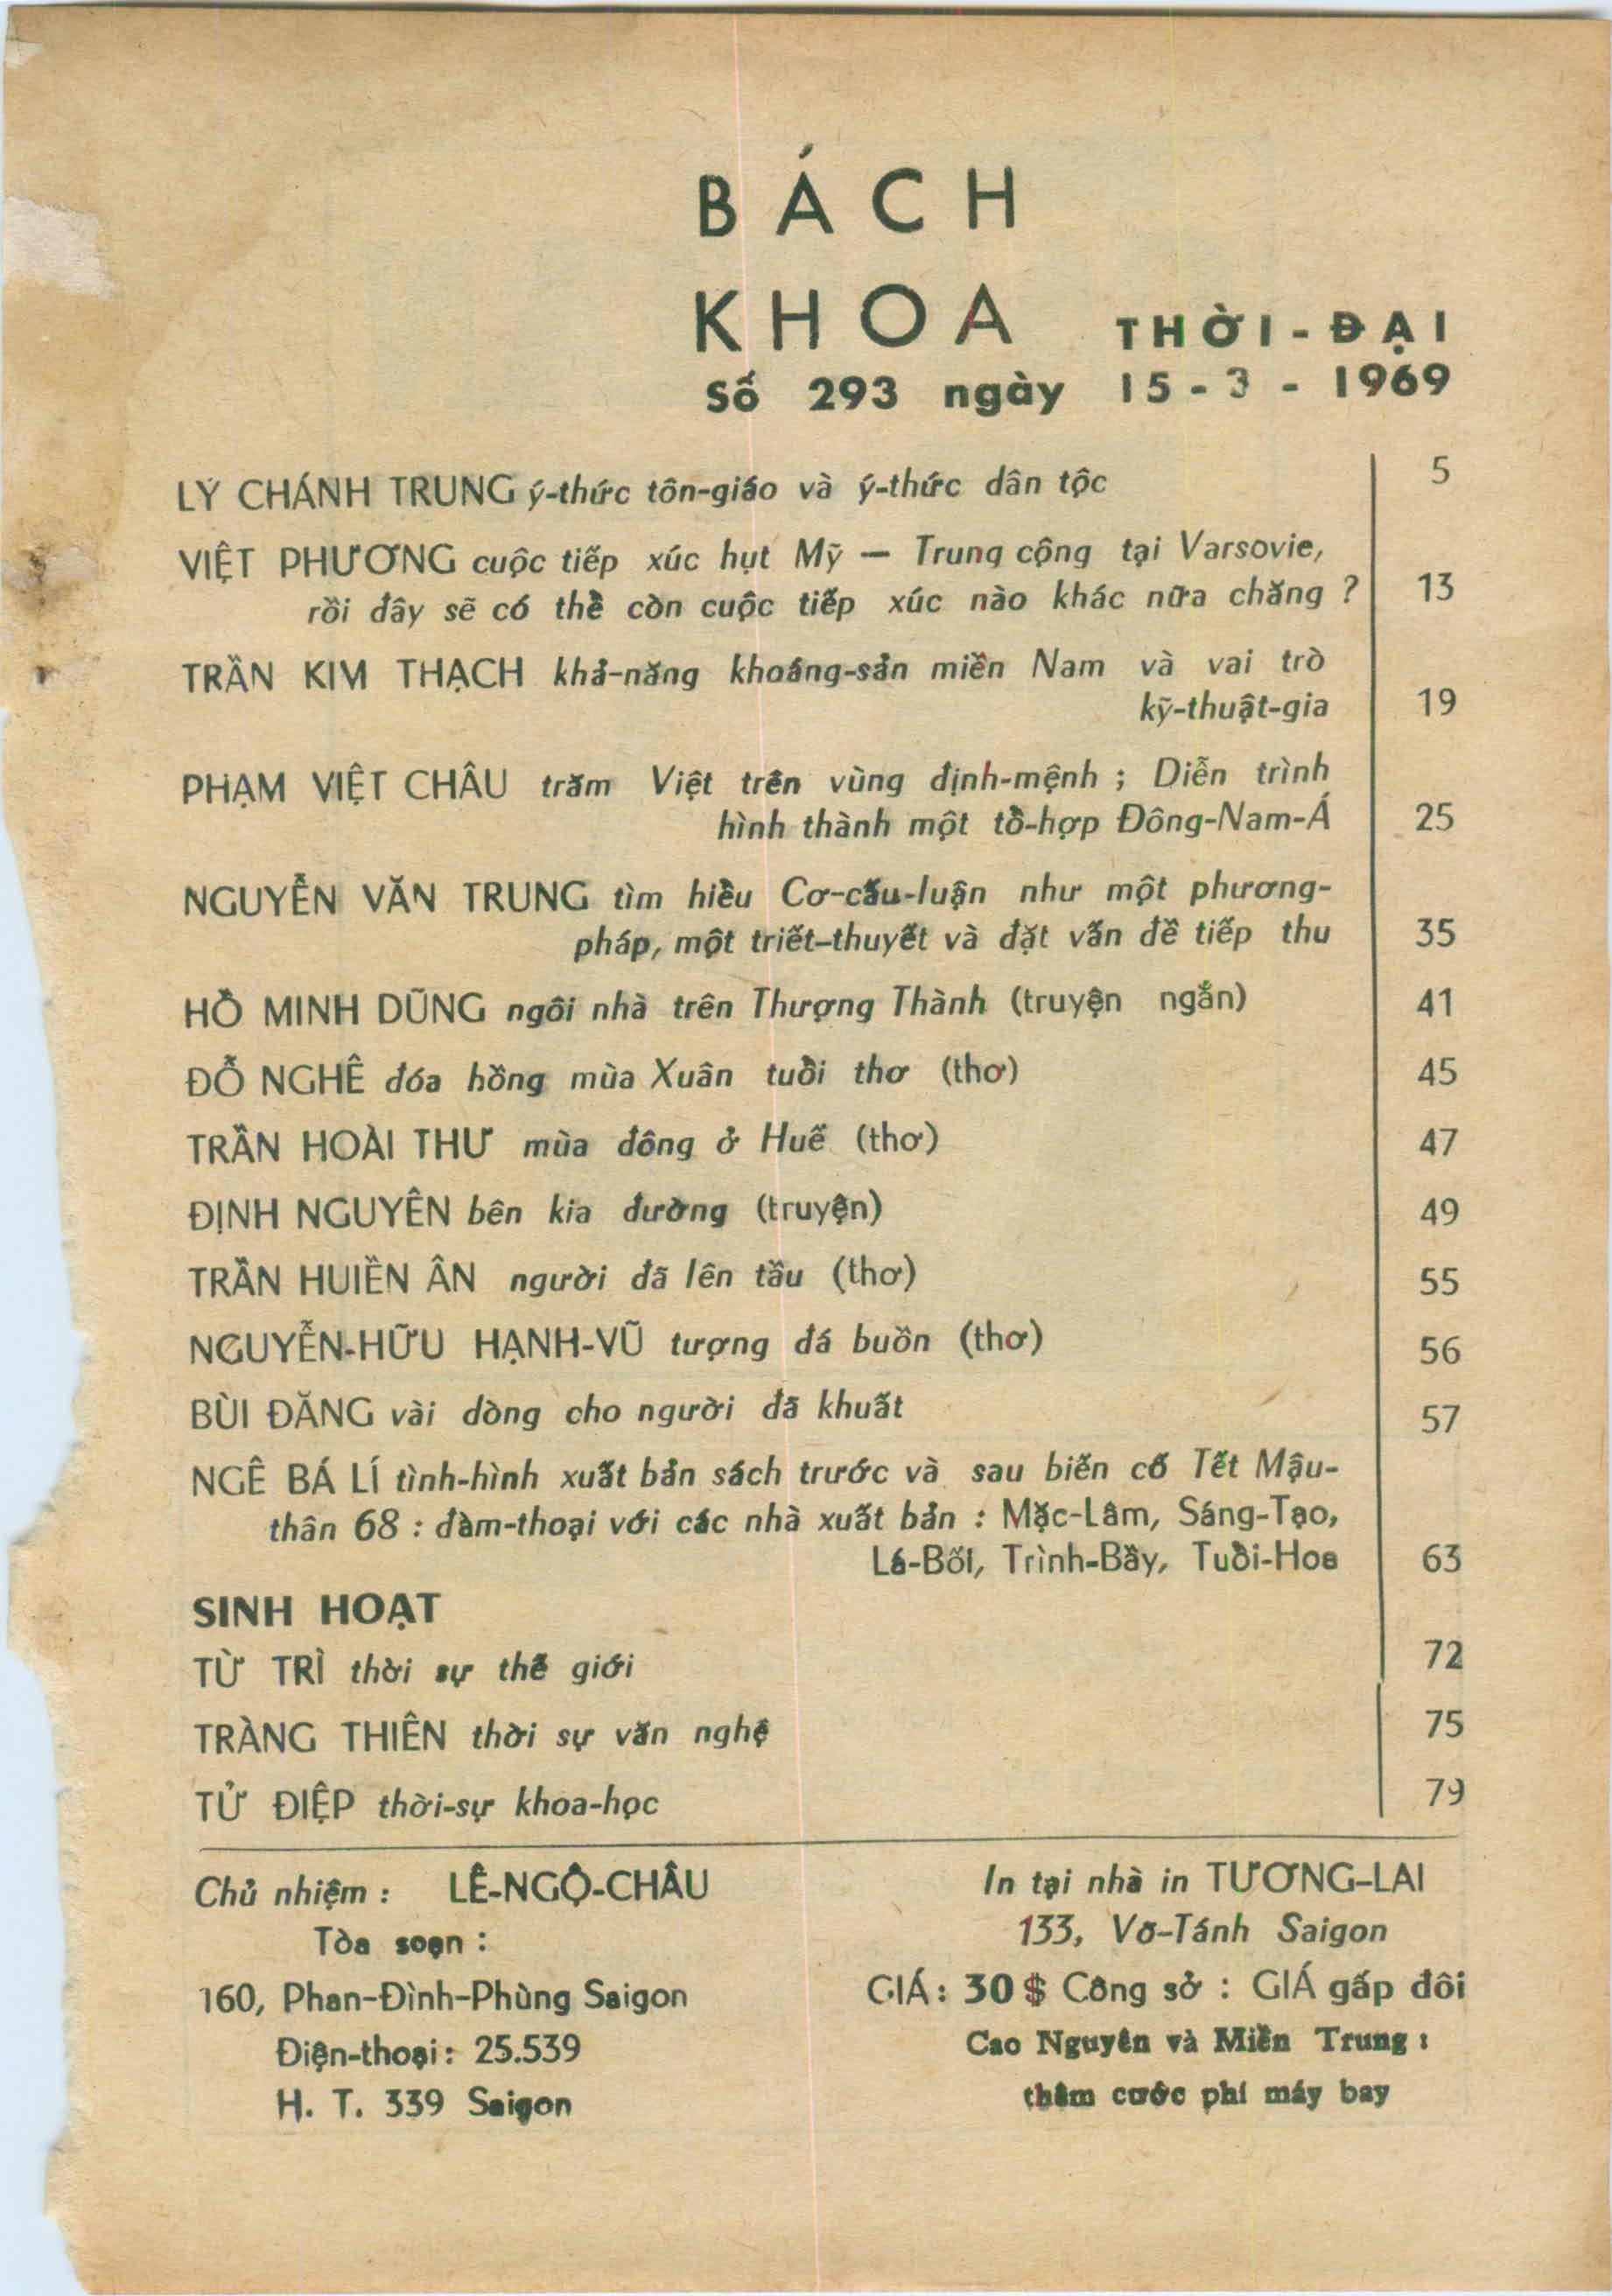 BÁCH
KHOA THỜI-ĐẠI
Số 293 ngày 15-3-1969
LÝ CHÁNH TRUNG ý-thức tôn-giáo và ý-thức dân tộc 5
VIỆT PHƯƠNG cuộc tiếp xúc hụt Mỹ — Trung cộng tại Varsovie,
rồi đây sẽ có thể còn cuộc tiếp xúc nào khác nữa chăng ? 13
TRẦN KIM THẠCH khả-năng khoáng-sản miền Nam và vai trò
kỹ-thuật-gia 19
PHẠM VIỆT CHÂU trăm Việt trên vùng định-mệnh ; Diễn trình
hình thành một tổ-hợp Đông-Nam-Á 25
NGUYỄN VĂN TRUNG tìm hiểu Cơ-cấu-luận như một phương-
pháp, một triết-thuyết và đặt vấn đề tiếp thu 35
HỒ MINH DŨNG ngôi nhà trên Thượng Thành (truyện ngắn) 41
ĐỖ NGHÊ đóa hồng mùa Xuân tuổi thơ (thơ) 45
TRẦN HOÀI THƯ mùa đông ở Huế (thơ) 47
ĐỊNH NGUYÊN bên kia đường (truyện) 49
TRẦN HUIỀN ÂN người đã lên tầu (thơ) 55
NGUYỄN-HỮU HẠNH-VŨ tượng đá buồn (thơ) 56
BÙI ĐĂNG vài dòng cho người đã khuất 57
NGÊ BÁ LÍ tình-hình xuất bản sách trước và sau biến cố Tết Mậu-
thân 68 : đàm-thoại với các nhà xuất bản : Mặc-Lâm, Sáng-Tạo,
Lá-Bối, Trình-Bầy, Tuổi-Hoa 63
SINH HOẠT
TỪ TRÌ thời sự thế giới 72
TRÀNG THIÊN thời sự văn nghệ 75
TỬ ĐIỆP thời-sự khoa-học 79
Chủ nhiệm : LÊ-NGỘ-CHÂU
Tòa soạn :
160, Phan-Đình-Phùng Saigon
Điện-thoại : 25.539
H. T. 339 Saigon
In tại nhà in TƯƠNG-LAI
133, Võ-Tánh Saigon
GIÁ : 30 $ Công sở : GIÁ gấp đôi
Cao Nguyên và Miền Trung :
thêm cước phí máy bay